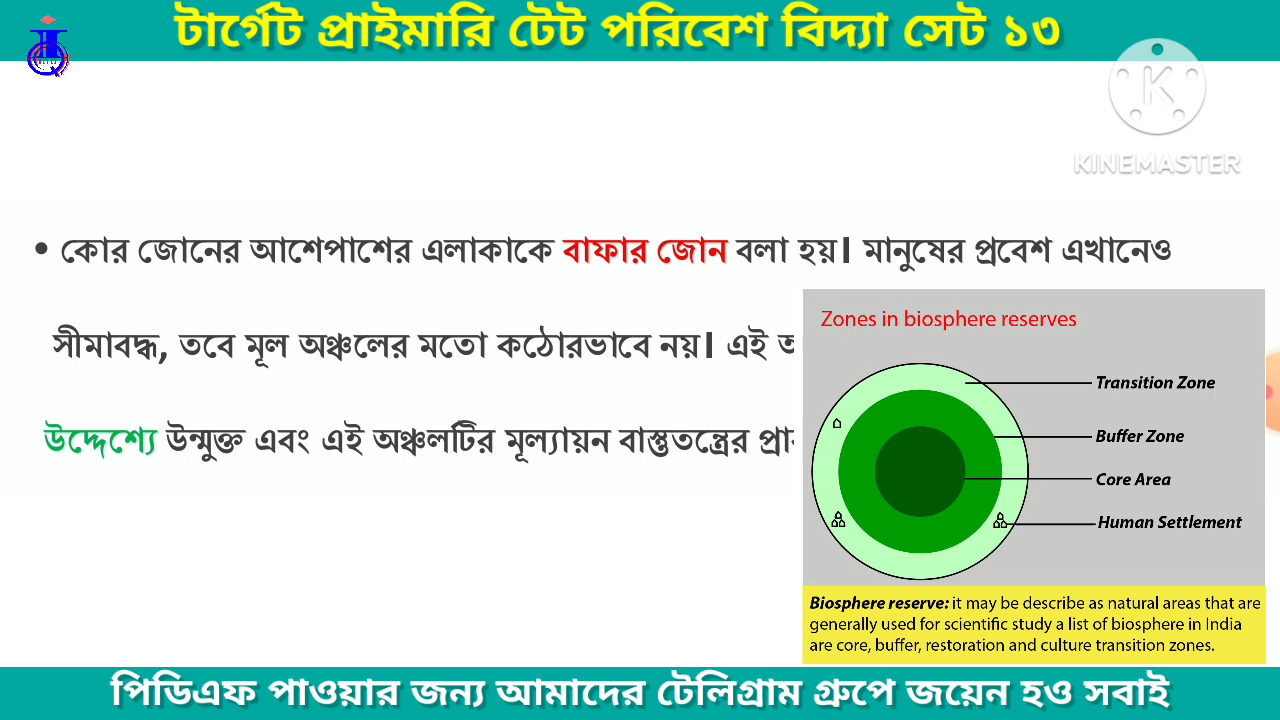 টার্গেট প্রাইমারি টেট পরিবেশ বিদ্যা সেট ১৩
KINEMASTER
• কোর জোনের আশেপাশের এলাকাকে বাফার জোন বলা হয়। মানুষের প্রবেশ এখানেও
সীমাবদ্ধ, তবে মূল অঞ্চলের মতো কঠোরভাবে নয়। এই
উদ্দেশ্যে উন্মুক্ত এবং এই অঞ্চলটির মূল্যায়ন বাস্তুতন্ত্রের
Zones in biosphere reserves
Transition Zone
Buffer Zone
Core Area
Human Settlement
Biosphere reserve: it may be describe as natural areas that are
generally used for scientific study a list of biosphere in India
are core, buffer, restoration and culture transition zones.
পিডিএফ পাওয়ার জন্য আমাদের টেলিগ্রাম গ্রুপে জয়েন হও সবাই